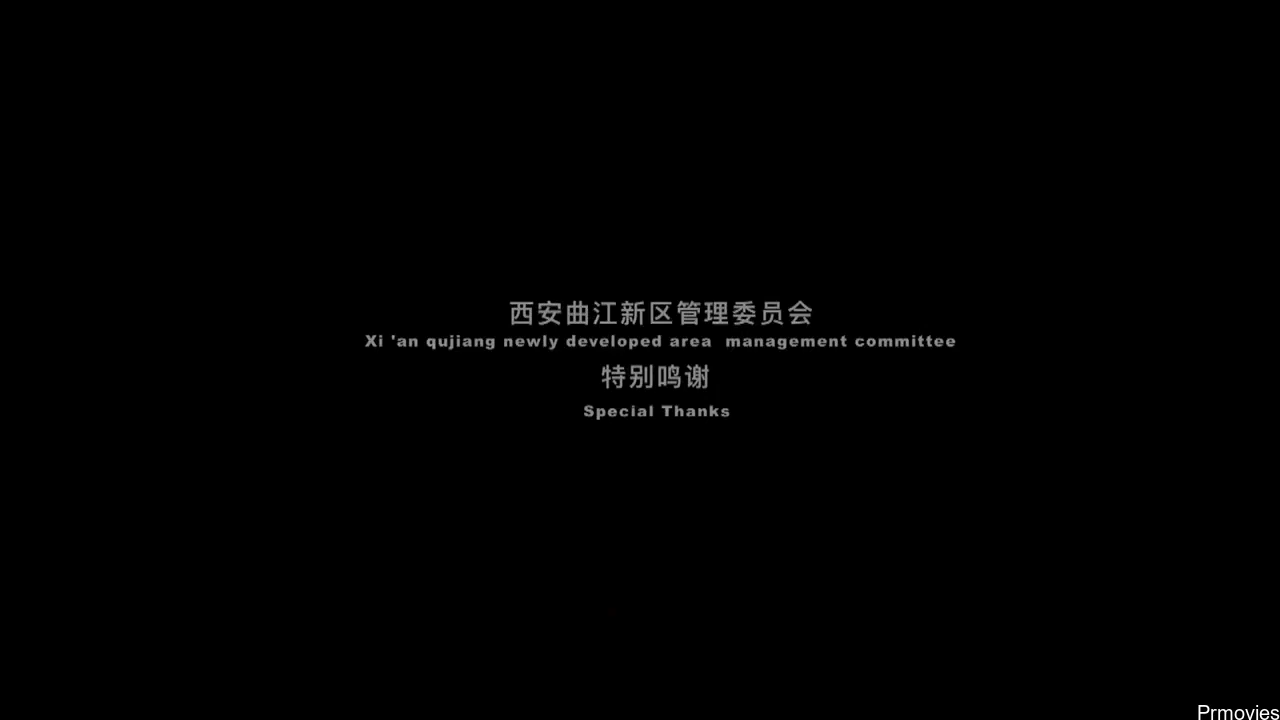 西安曲江新区管理委员会
Xi 'an qujiang newly developed area  management committee
特别鸣谢
Special Thanks
Prmovies